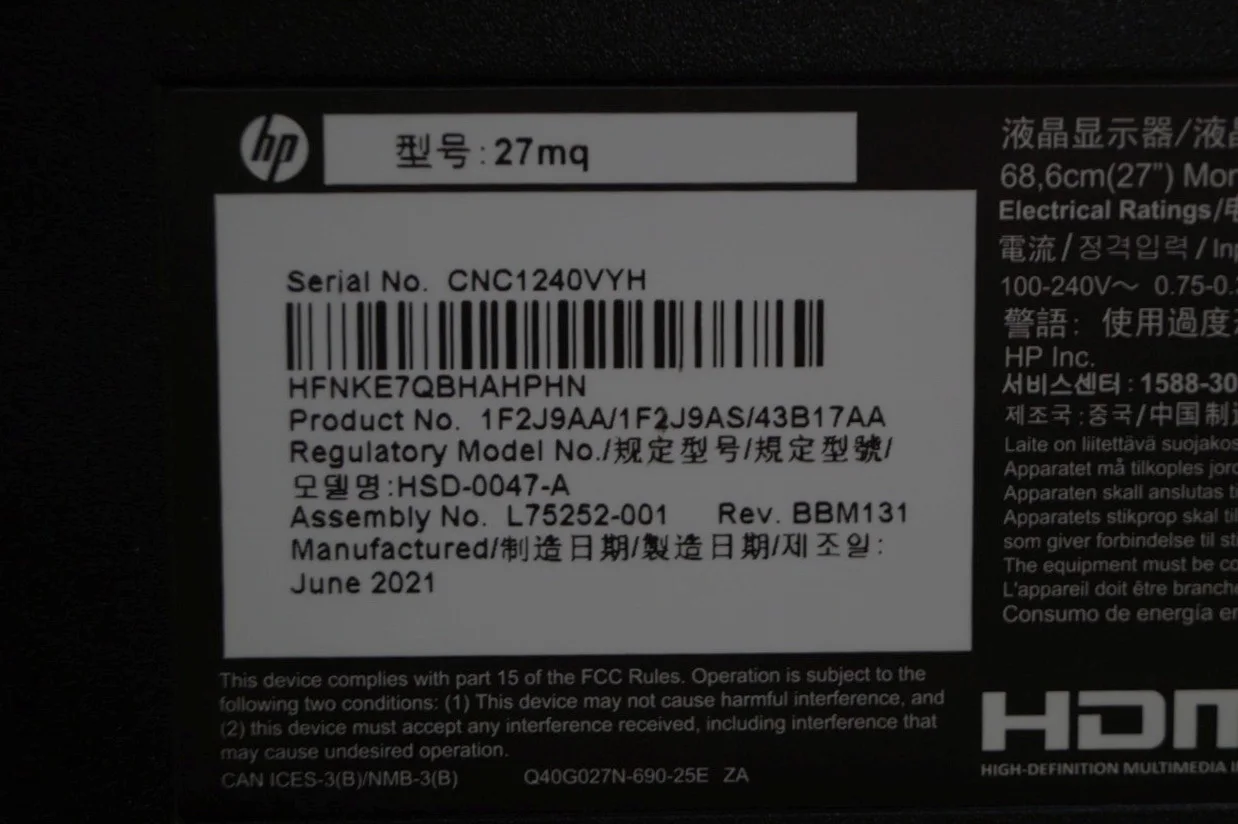 hp
型号:27mq
Serial No. CNC1240VYH
HFNKE7QBHAHPHN
Product No. 1F2J9AA/1F2J9AS/43B17AA
Regulatory Model No./规定型号/規定型號/
모델명:HSD-0047-A
Assembly No. L75252-001 Rev. BBM131
Manufactured/制造日期/製造日期/제조일:
June 2021
This device complies with part 15 of the FCC Rules. Operation is subject to the
following two conditions: (1) This device may not cause harmful interference, and
(2) this device must accept any interference received, including interference that
may cause undesired operation.
CAN ICES-3(B)/NMB-3(B) Q40G027N-690-25E ZA
液晶显示器/液
68,6cm(27”) Mon
Electrical Ratings/
電流/정격입력/Inp
100-240V～ 0.75-0.
警語: 使用過度
HP Inc.
서비스센터:1588-30
제조국:중국/中国制
Laite on liitettävä suojakos
Apparatet må tilkoples jord
Apparaten skall anslutas ti
Apparatets stikprop skal til
som giver forbindelse til st
The equipment must be co
L'appareil doit être branch
Consumo de energía en
HDM
HIGH-DEFINITION MULTIMEDIA I